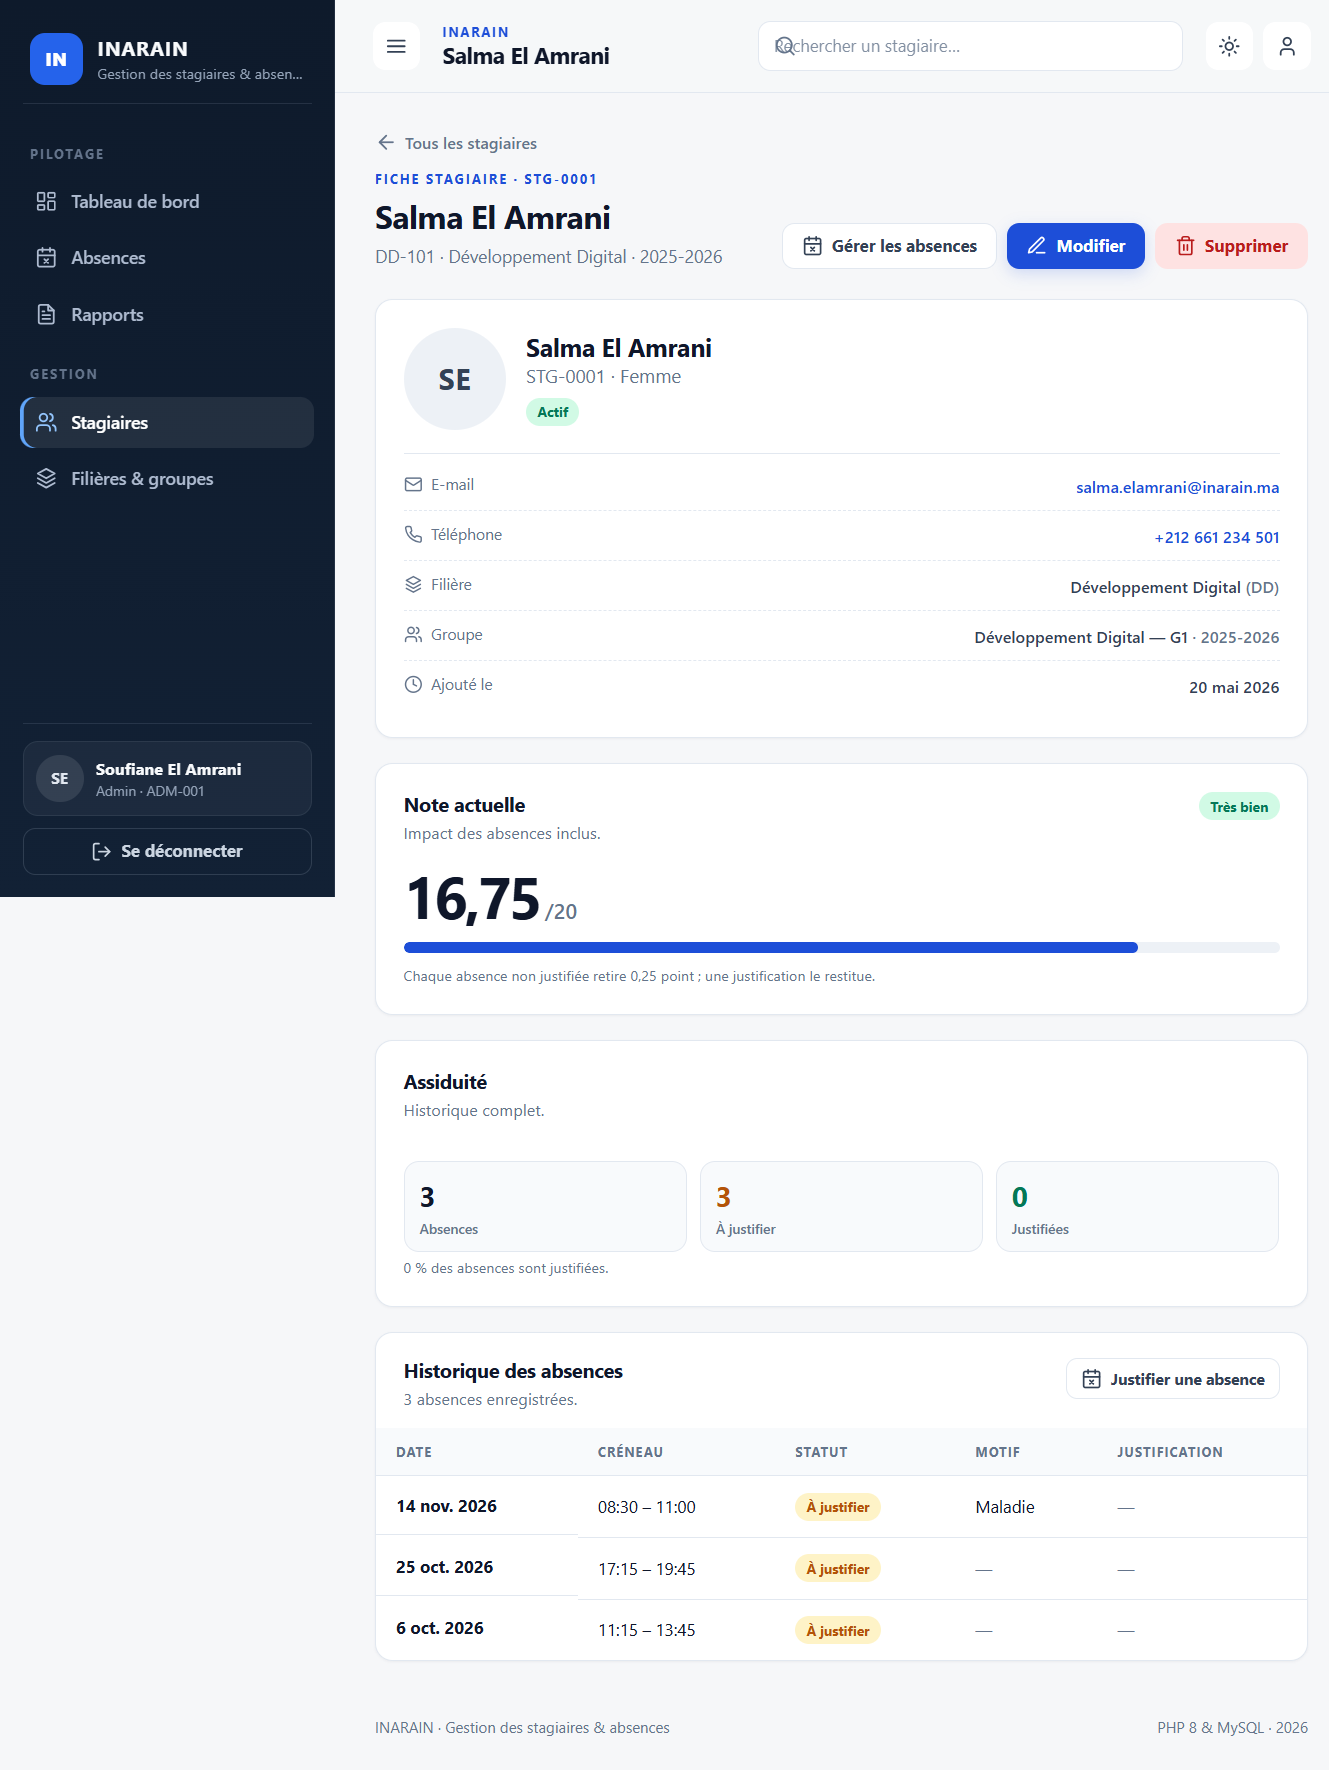 IN
INARAIN
Gestion des stagiaires & absen...
PILOTAGE
Tableau de bord
Absences
Rapports
GESTION
Stagiaires
Filières & groupes
SE
Soufiane El Amrani
Admin · ADM-001
Se déconnecter
INARAIN
Salma El Amrani
Rechercher un stagiaire...
Tous les stagiaires
FICHE STAGIAIRE · STG-0001
Salma El Amrani
DD-101 · Développement Digital · 2025-2026
Gérer les absences
Modifier
Supprimer
SE
Salma El Amrani
STG-0001 · Femme
Actif
E-mail salma.elamrani@inarain.ma
Téléphone +212 661 234 501
Filière Développement Digital (DD)
Groupe Développement Digital — G1 · 2025-2026
Ajouté le 20 mai 2026
Note actuelle
Très bien
Impact des absences inclus.
16,75 /20
Chaque absence non justifiée retire 0,25 point ; une justification le restitue.
Assiduité
Historique complet.
3
Absences
3
À justifier
0
Justifiées
0 % des absences sont justifiées.
Historique des absences
3 absences enregistrées.
Justifier une absence
DATE CRÉNEAU STATUT MOTIF JUSTIFICATION
14 nov. 2026 08:30 – 11:00 À justifier Maladie —
25 oct. 2026 17:15 – 19:45 À justifier — —
6 oct. 2026 11:15 – 13:45 À justifier — —
INARAIN · Gestion des stagiaires & absences
PHP 8 & MySQL · 2026